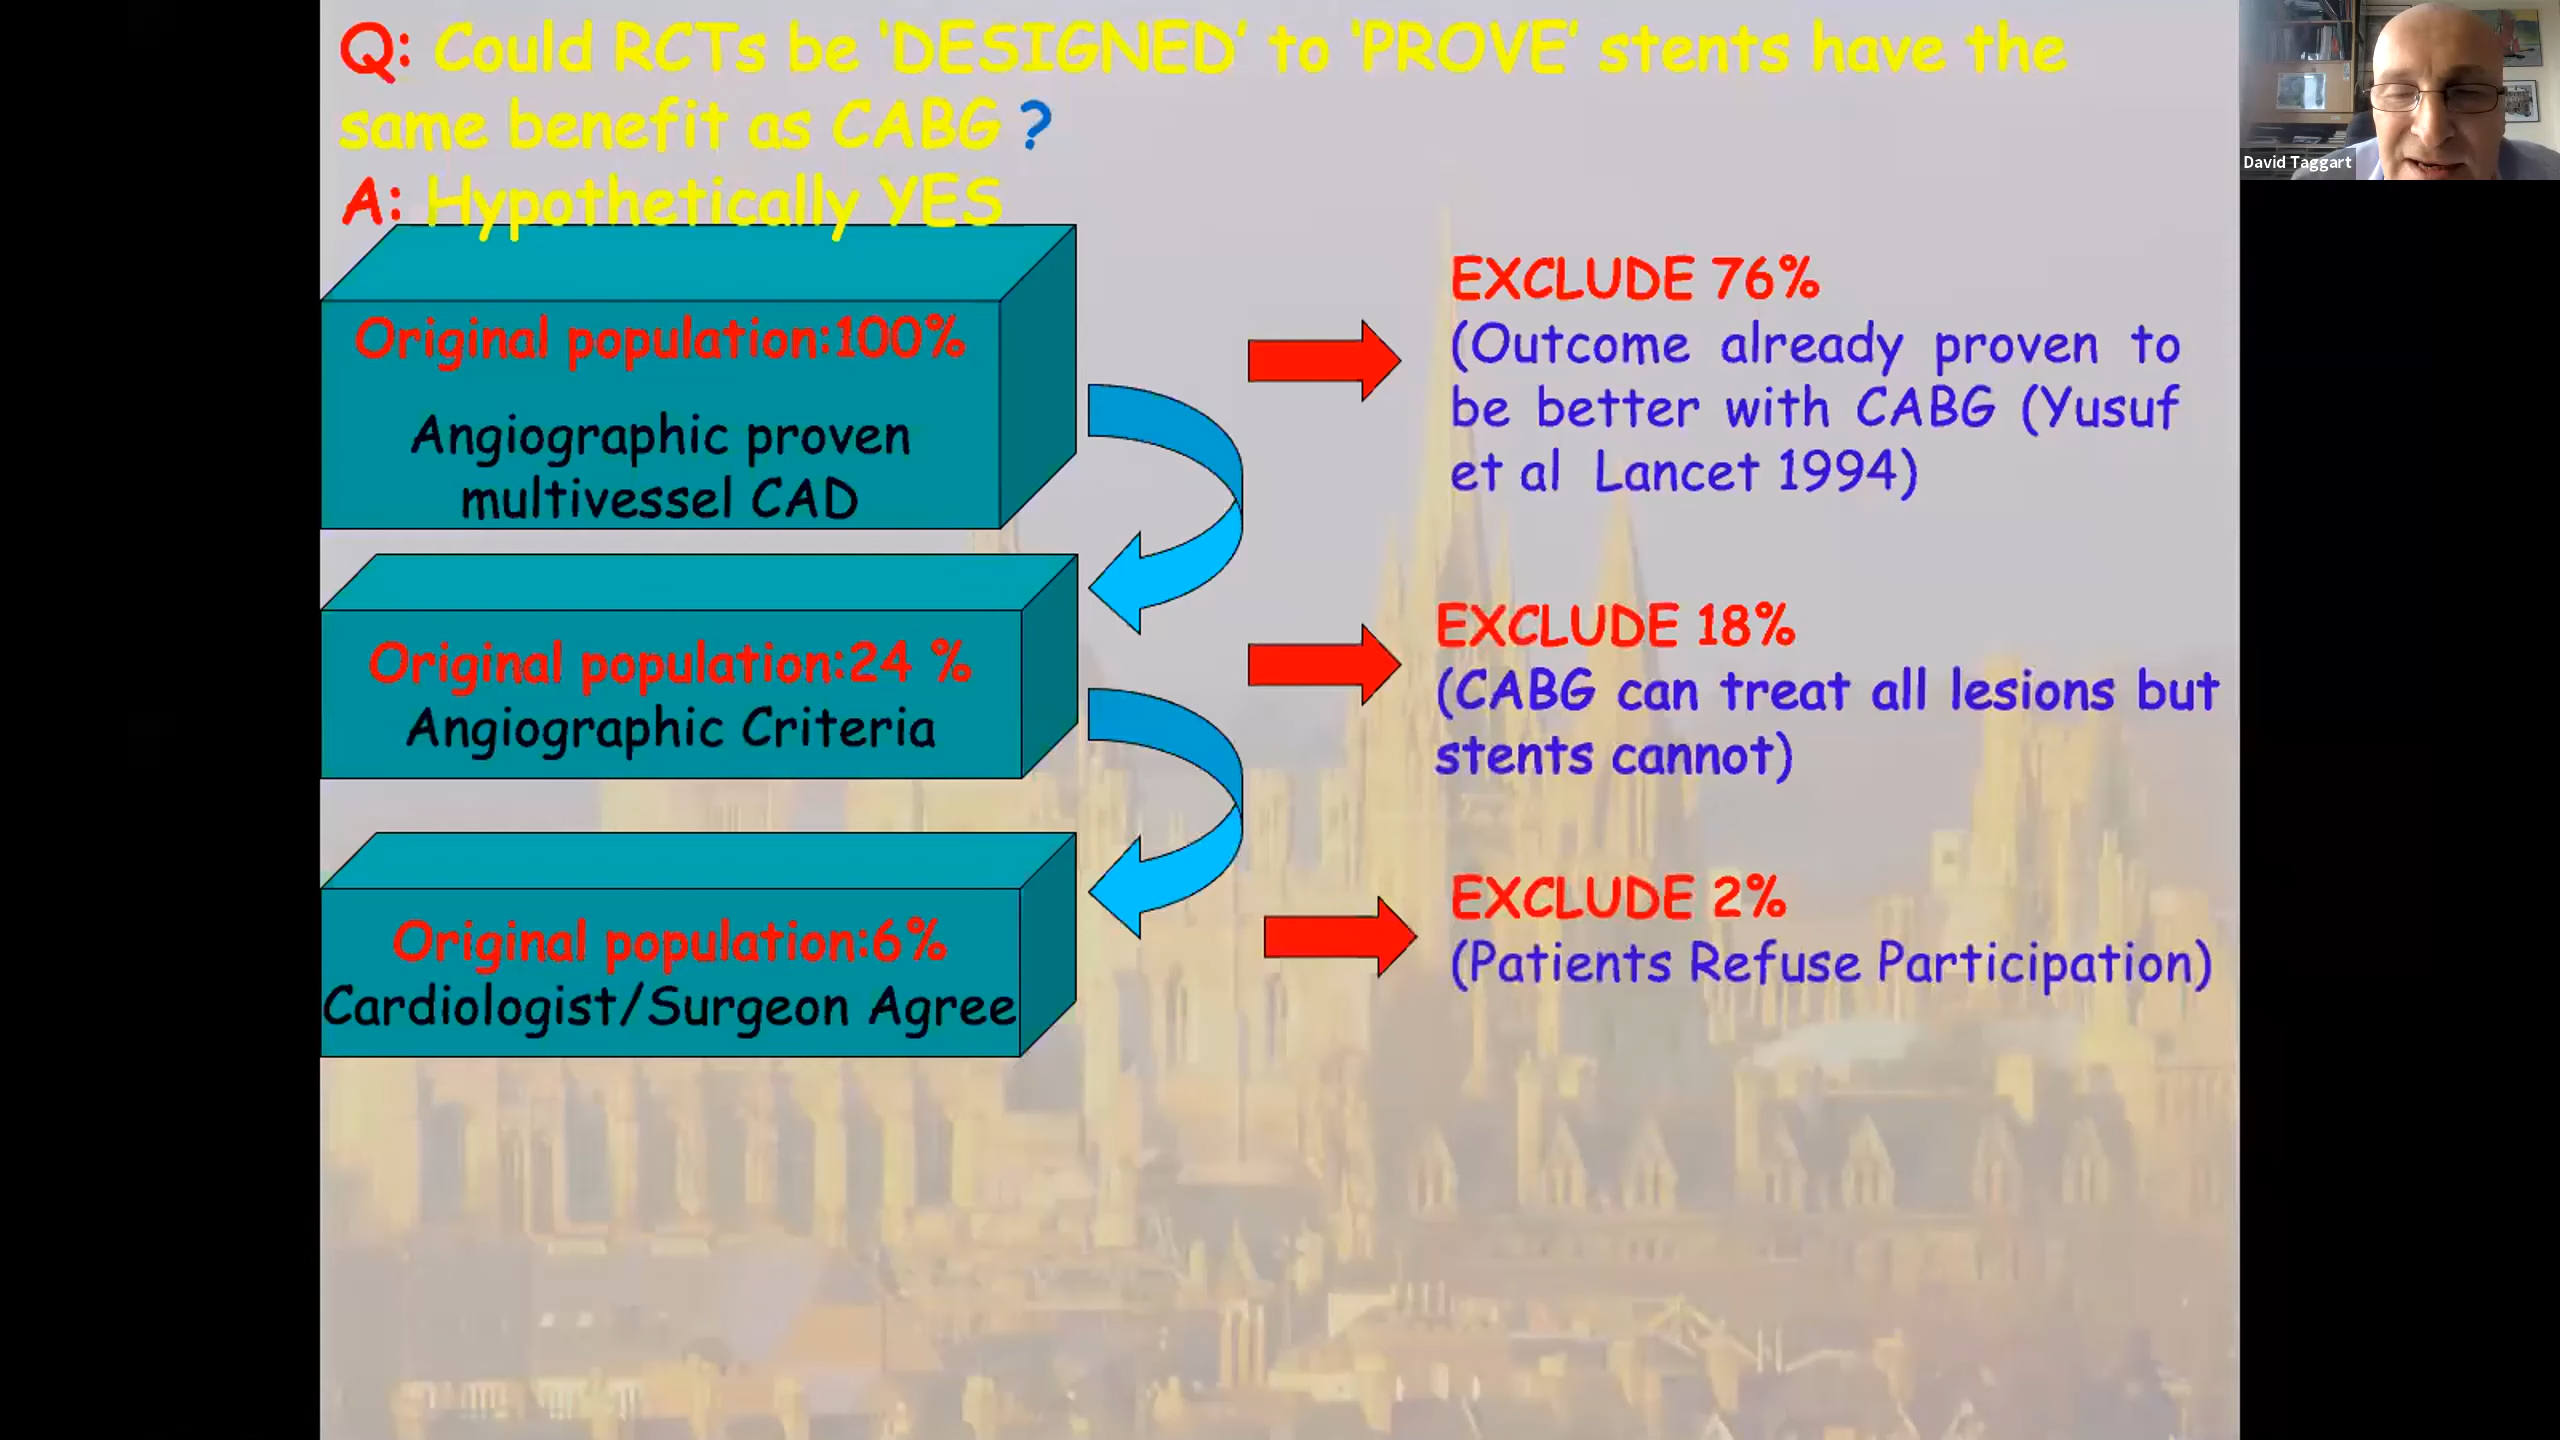 Q: Could RCTs be 'DESIGNED' to 'PROVE' stents have the
same benefit as CABG ?
A: Hypothetically YES
Original population:100%
Angiographic proven
multivessel CAD
EXCLUDE 76%
(Outcome already proven to
be better with CABG (Yusuf
et al Lancet 1994)
Original population:24 %
Angiographic Criteria
EXCLUDE 18%
(CABG can treat all lesions but
stents cannot)
Original population:6%
Cardiologist/Surgeon Agree
EXCLUDE 2%
(Patients Refuse Participation)
David Taggart